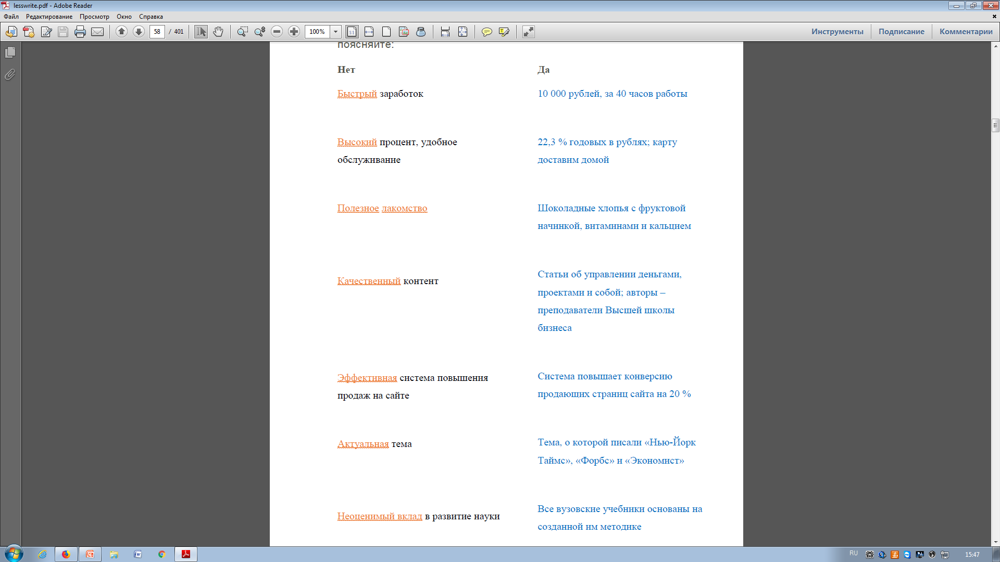 lesswrite.pdf - Adobe Reader
Файл Редактирование Просмотр Окно Справка
58 / 401 100% Инструменты Подписание Комментарии
поясняйте:
Нет Да
Быстрый заработок 10 000 рублей, за 40 часов работы
Высокий процент, удобное 22,3 % годовых в рублях; карту
обслуживание доставим домой
Полезное лакомство Шоколадные хлопья с фруктовой
начинкой, витаминами и кальцием
Статьи об управлении деньгами,
Качественный контент
проектами и собой; авторы –
преподаватели Высшей школы
бизнеса
Эффективная система повышения Система повышает конверсию
продаж на сайте продающих страниц сайта на 20 %
Актуальная тема Тема, о которой писали «Нью-Йорк
Таймс», «Форбс» и «Экономист»
Неоценимый вклад в развитие науки Все вузовские учебники основаны на
созданной им методике
RU 15:47